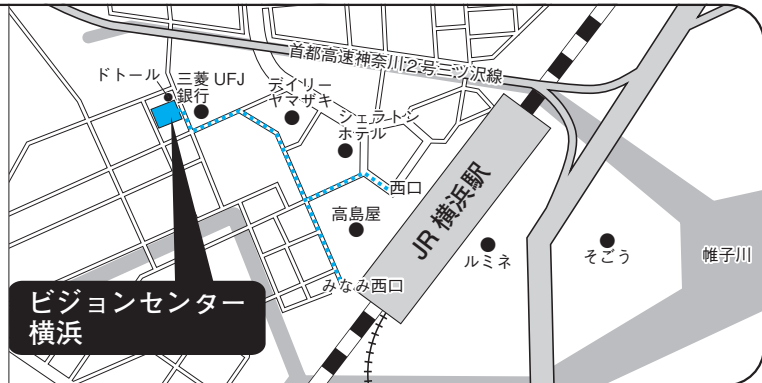 首都高速神奈川2号三ツ沢線
ドトール
三菱 UFJ
銀行
デイリー
ヤマザキ
シェラトン
ホテル
西口
高島屋
JR 横浜駅
ルミネ
そごう
帷子川
みなみ西口
ビジョンセンター
横浜